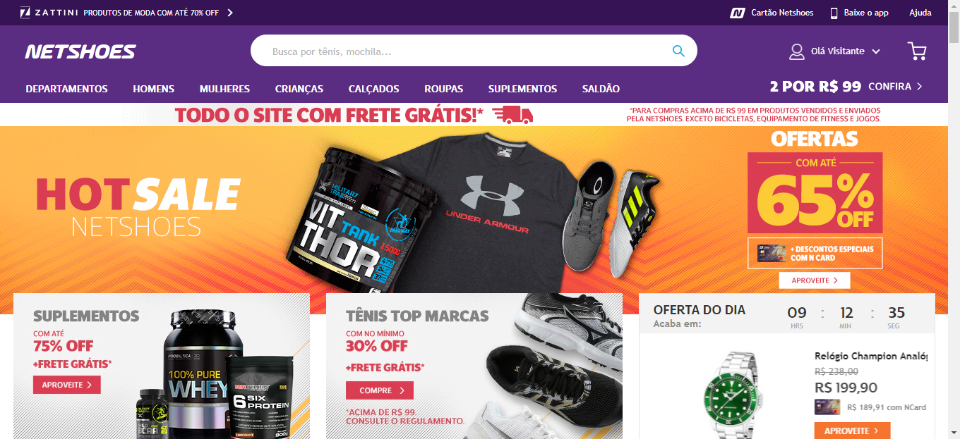 ZATTINI PRODUTOS DE MODA COM ATÉ 70% OFF
Cartão Netshoes
Baixe o app
Ajuda
NETSHOES
Busca por tênis, mochila...
Olá Visitante
DEPARTAMENTOS HOMENS MULHERES CRIANÇAS CALÇADOS ROUPAS SUPLEMENTOS SALDÃO
2 POR R$ 99 CONFIRA
TODO O SITE COM FRETE GRÁTIS!*
*PARA COMPRAS ACIMA DE R$ 99 EM PRODUTOS VENDIDOS E ENVIADOS
PELA NETSHOES. EXCETO BICICLETAS, EQUIPAMENTO DE FITNESS E JOGOS.
HOT SALE
NETSHOES
MILITARY
VIT
TANK
THOR
UNDER ARMOUR
OFERTAS
COM ATÉ
65%
OFF
+ DESCONTOS ESPECIAIS
COM N CARD
APROVEITE
SUPLEMENTOS
COM ATÉ
75% OFF
+FRETE GRÁTIS*
APROVEITE
100% PURE
WHEY
6 SIX
PROTEIN
TÊNIS TOP MARCAS
COM NO MÍNIMO
30% OFF
+FRETE GRÁTIS*
COMPRE
*ACIMA DE R$ 99.
CONSULTE O REGULAMENTO.
OFERTA DO DIA
Acaba em:
09 : 12 : 35
HRS MIN SEG
Relógio Champion Analóg
R$ 238,00
R$ 199,90
R$ 189,91 com NCard
APROVEITE